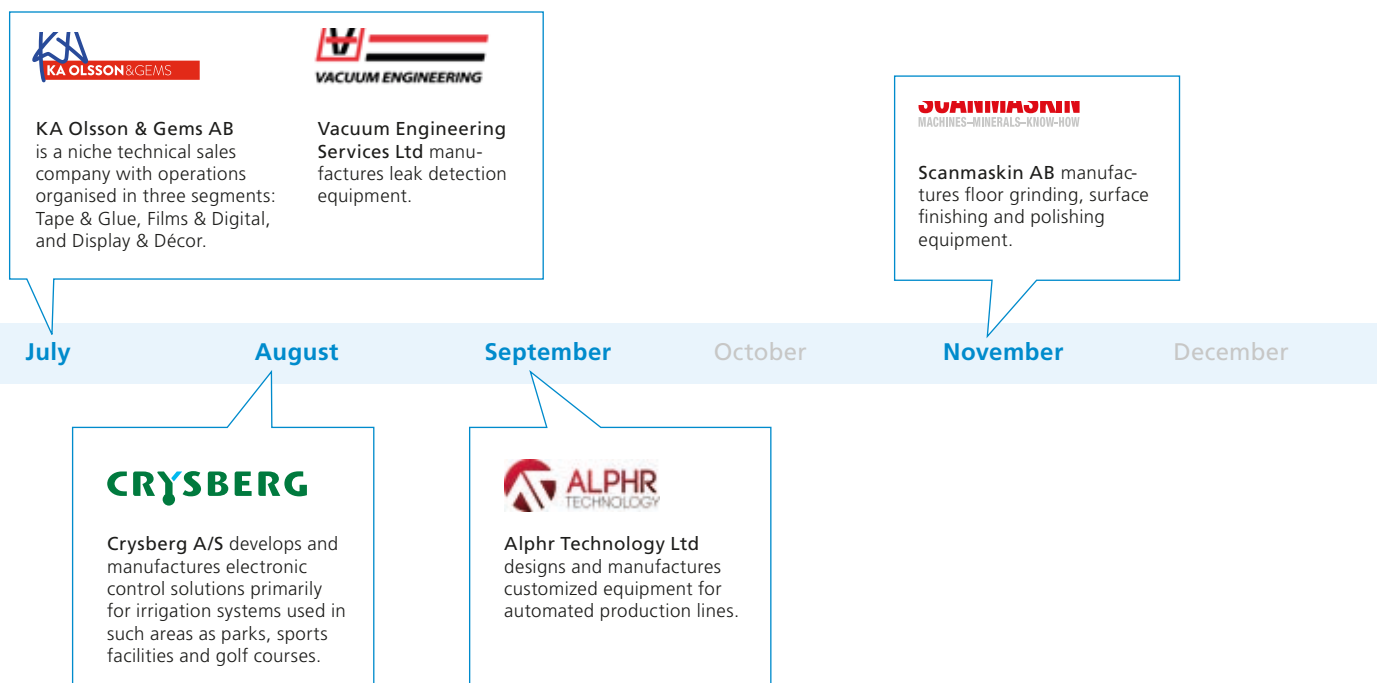 KA OLSSON&GEMS
VACUUM ENGINEERING
KA Olsson & Gems AB
is a niche technical sales
company with operations
organised in three segments:
Tape & Glue, Films & Digital,
and Display & Décor.
Vacuum Engineering
Services Ltd manu-
factures leak detection
equipment.
SCANMASKIN
MACHINES–MINERALS–KNOW-HOW
Scanmaskin AB manufac-
tures floor grinding, surface
finishing and polishing
equipment.
July
August
September
October
November
December
CRYSBERG
Crysberg A/S develops and
manufactures electronic
control solutions primarily
for irrigation systems used in
such areas as parks, sports
facilities and golf courses.
ALPHR
TECHNOLOGY
Alphr Technology Ltd
designs and manufactures
customized equipment for
automated production lines.